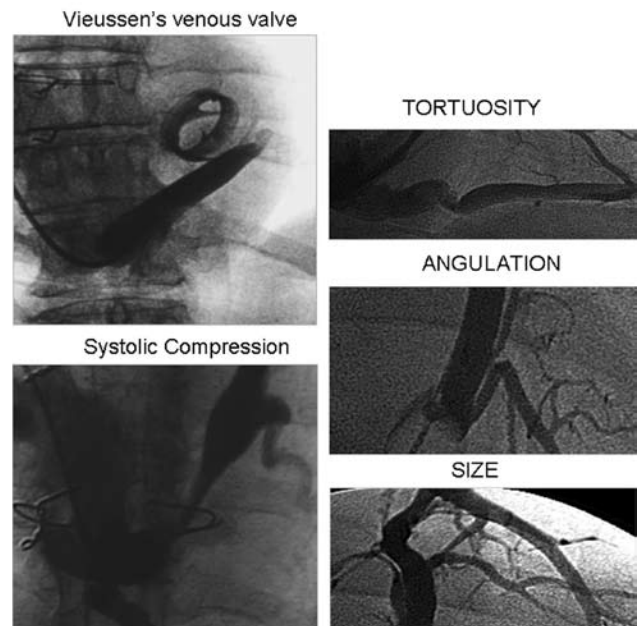 Vieussen's venous valve
TORTUOSITY
ANGULATION
Systolic Compression
SIZE